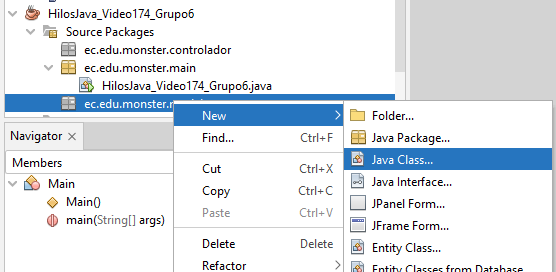 HilosJava_Video174_Grupo6
Source Packages
ec.edu.monster.controlador
ec.edu.monster.main
HilosJava_Video174_Grupo6.java
ec.edu.monster.
Navigator
Members
Main
Main()
main(String[] args)
New
Find... Ctrl+F
Cut Ctrl+X
Copy Ctrl+C
Paste Ctrl+V
Delete Delete
Refactor
Folder...
Java Package...
Java Class...
Java Interface...
JPanel Form...
JFrame Form...
Entity Class...
Entity Classes from Database